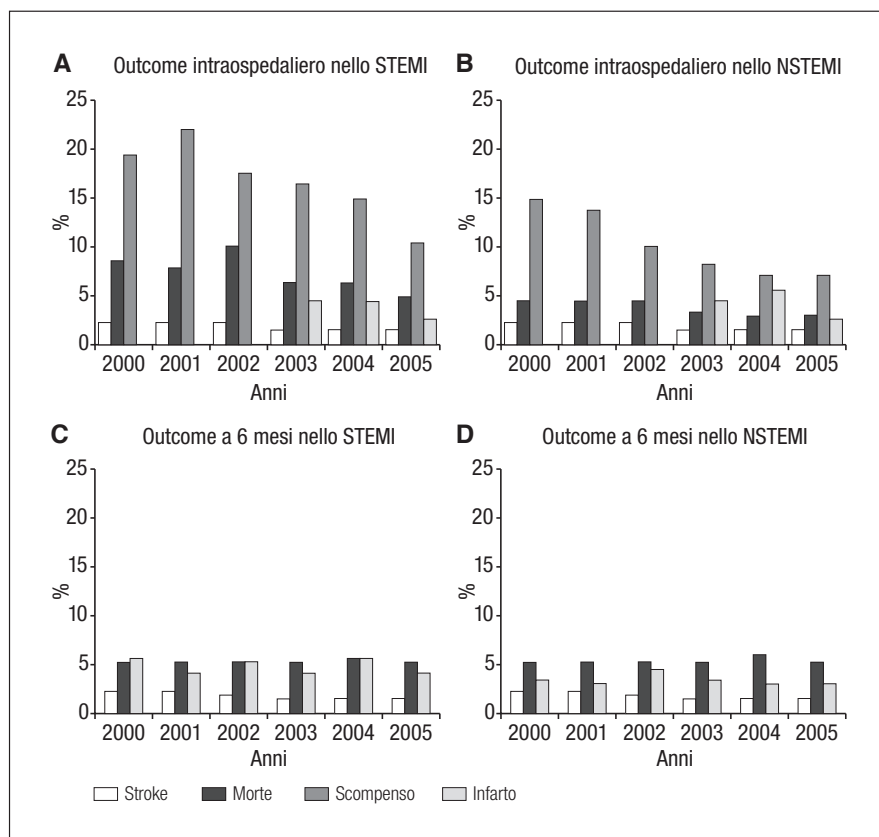 A Outcome intraospedaliero nello STEMI
25
20
15
10
5
0
%
2000 2001 2002 2003 2004 2005
Anni
B Outcome intraospedaliero nello NSTEMI
25
20
15
10
5
0
%
2000 2001 2002 2003 2004 2005
Anni
C Outcome a 6 mesi nello STEMI
25
20
15
10
5
0
%
2000 2001 2002 2003 2004 2005
Anni
D Outcome a 6 mesi nello NSTEMI
25
20
15
10
5
0
%
2000 2001 2002 2003 2004 2005
Anni
Stroke Morte Scompenso Infarto